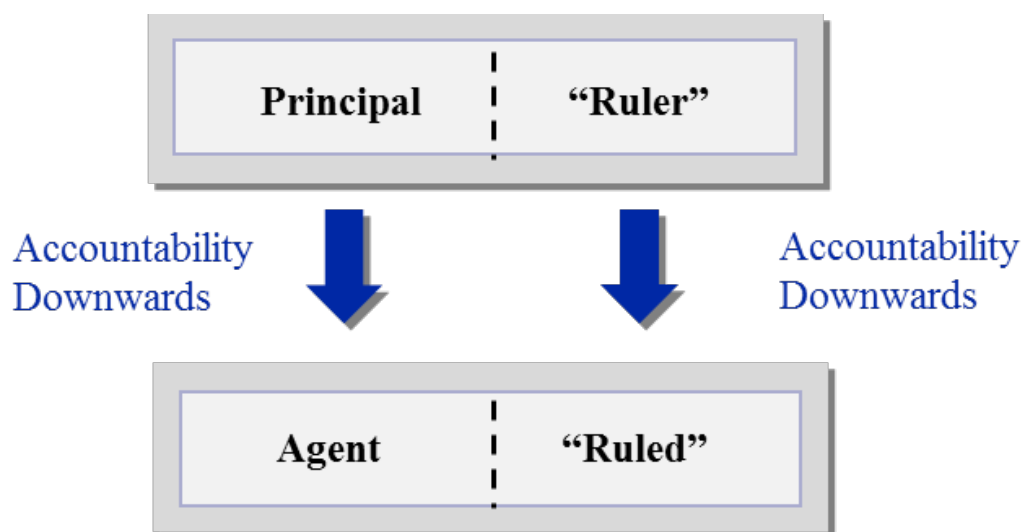 Principal
“Ruler”
Accountability
Downwards
Accountability
Downwards
Agent
“Ruled”